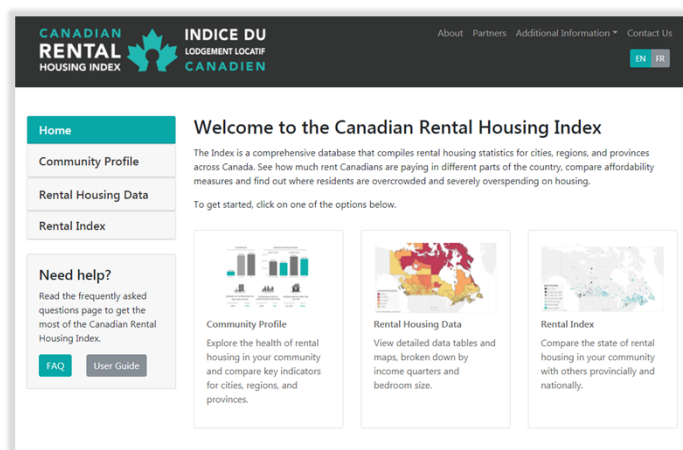 CANADIAN
RENTAL
HOUSING INDEX
INDICE DU
LODGEMENT LOCATIF
CANADIEN
About Partners Additional Information Contact Us
EN FR
Home
Community Profile
Rental Housing Data
Rental Index
Need help?
Read the frequently asked
questions page to get the
most of the Canadian Rental
Housing Index.
FAQ User Guide
Welcome to the Canadian Rental Housing Index
The Index is a comprehensive database that compiles rental housing statistics for cities, regions, and provinces
across Canada. See how much rent Canadians are paying in different parts of the country, compare affordability
measures and find out where residents are overcrowded and severely overspending on housing.
To get started, click on one of the options below.
Community Profile
Explore the health of rental
housing in your community
and compare key indicators
for cities, regions, and
provinces.
Rental Housing Data
View detailed data tables and
maps, broken down by
income quarters and
bedroom size.
Rental Index
Compare the state of rental
housing in your community
with others provincially and
nationally.